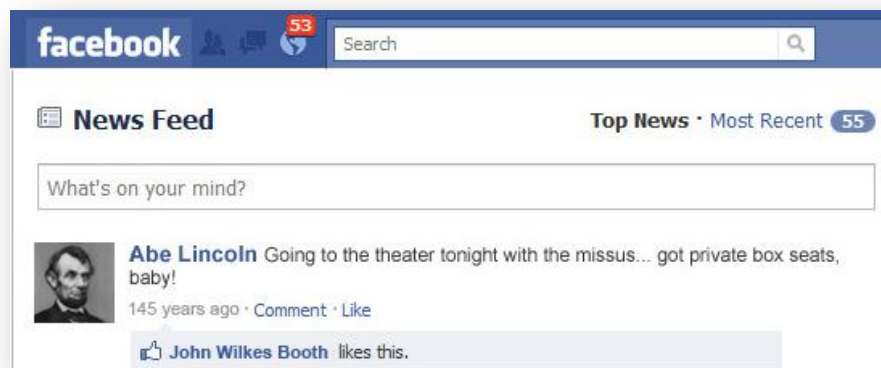 facebook 53 Search
News Feed Top News · Most Recent 55
What's on your mind?
Abe Lincoln Going to the theater tonight with the missus... got private box seats,
baby!
145 years ago · Comment · Like
John Wilkes Booth likes this.